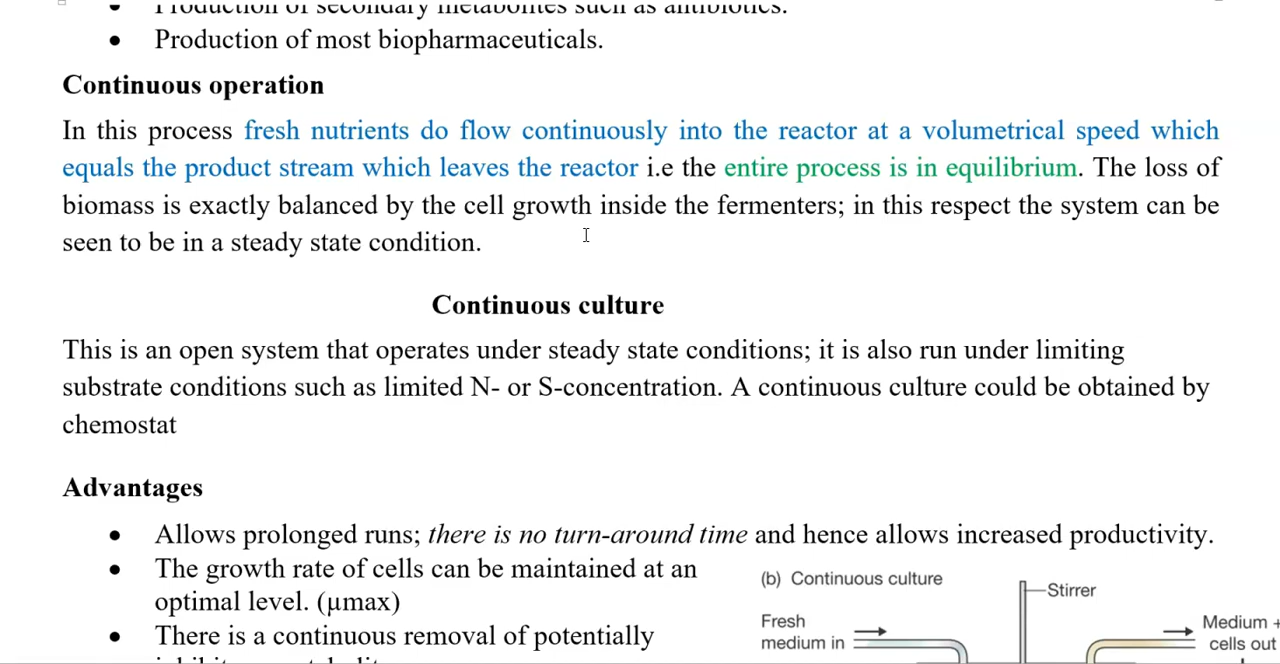 Production of secondary metabolites such as antibiotics.
• Production of most biopharmaceuticals.
Continuous operation
In this process fresh nutrients do flow continuously into the reactor at a volumetrical speed which
equals the product stream which leaves the reactor i.e the entire process is in equilibrium. The loss of
biomass is exactly balanced by the cell growth inside the fermenters; in this respect the system can be
seen to be in a steady state condition.
Continuous culture
This is an open system that operates under steady state conditions; it is also run under limiting
substrate conditions such as limited N- or S-concentration. A continuous culture could be obtained by
chemostat
Advantages
• Allows prolonged runs; there is no turn-around time and hence allows increased productivity.
• The growth rate of cells can be maintained at an
optimal level. (μmax)
• There is a continuous removal of potentially
(b) Continuous culture
Stirrer
Fresh
medium in
Medium +
cells out